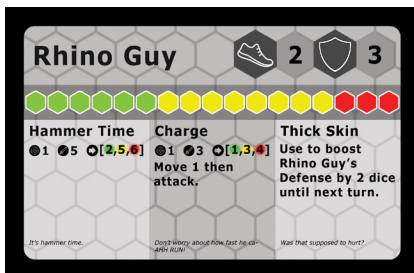 Rhino Guy 2 3
Hammer Time
1 5 [2,5,6]
It's hammer time.
Charge
1 3 [1,3,4]
Move 1 then
attack.
Don't worry about how fast he ca-
AHH RUN!
Thick Skin
Use to boost
Rhino Guy's
Defense by 2 dice
until next turn.
Was that supposed to hurt?